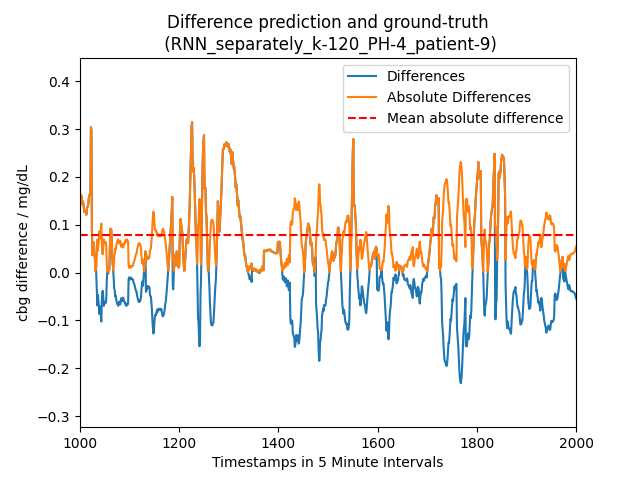 Difference prediction and ground-truth
(RNN_separately_k-120_PH-4_patient-9)
Differences
Absolute Differences
Mean absolute difference
cbg difference / mg/dL
0.4
0.3
0.2
0.1
0.0
−0.1
−0.2
−0.3
1000 1200 1400 1600 1800 2000
Timestamps in 5 Minute Intervals